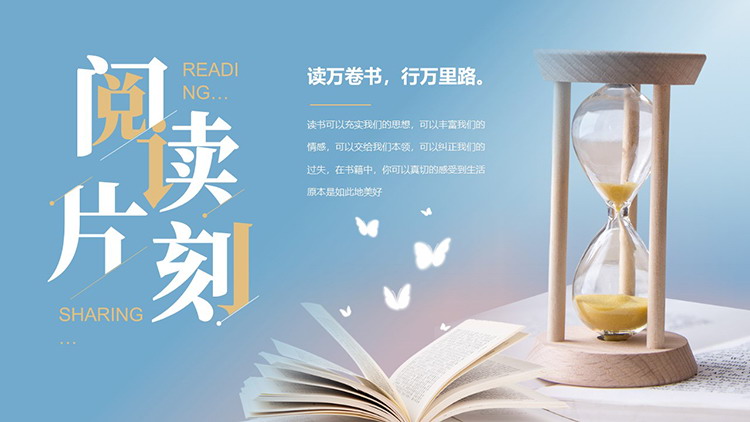 阅读
片刻
READI
NG...
SHARING
...
读万卷书，行万里路。
读书可以充实我们的思想，可以丰富我们的
情感，可以交给我们本领，可以纠正我们的
过失，在书籍中，你可以真切的感受到生活
原本是如此地美好